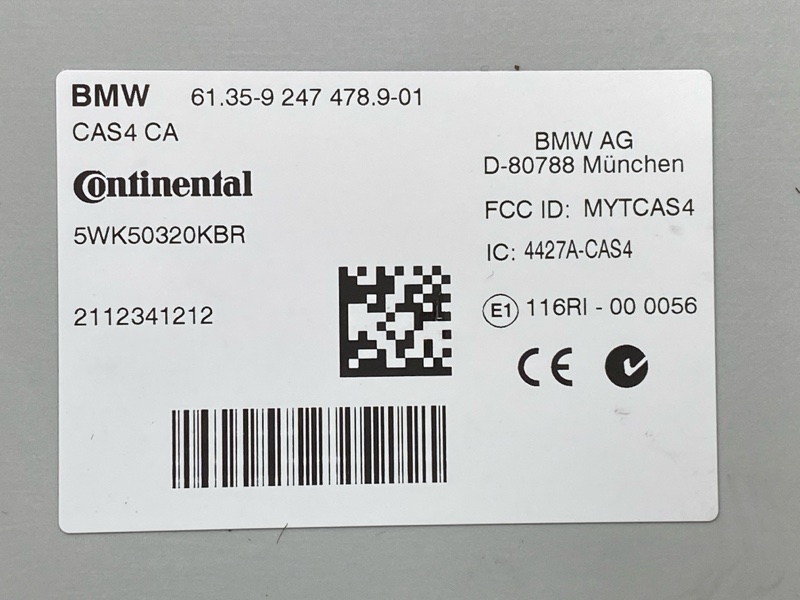 BMW 61.35-9 247 478.9-01
CAS4 CA
Continental
5WK50320KBR
2112341212
BMW AG
D-80788 München
FCC ID: MYTCAS4
IC: 4427A-CAS4
E1 116RI - 00 0056
CE